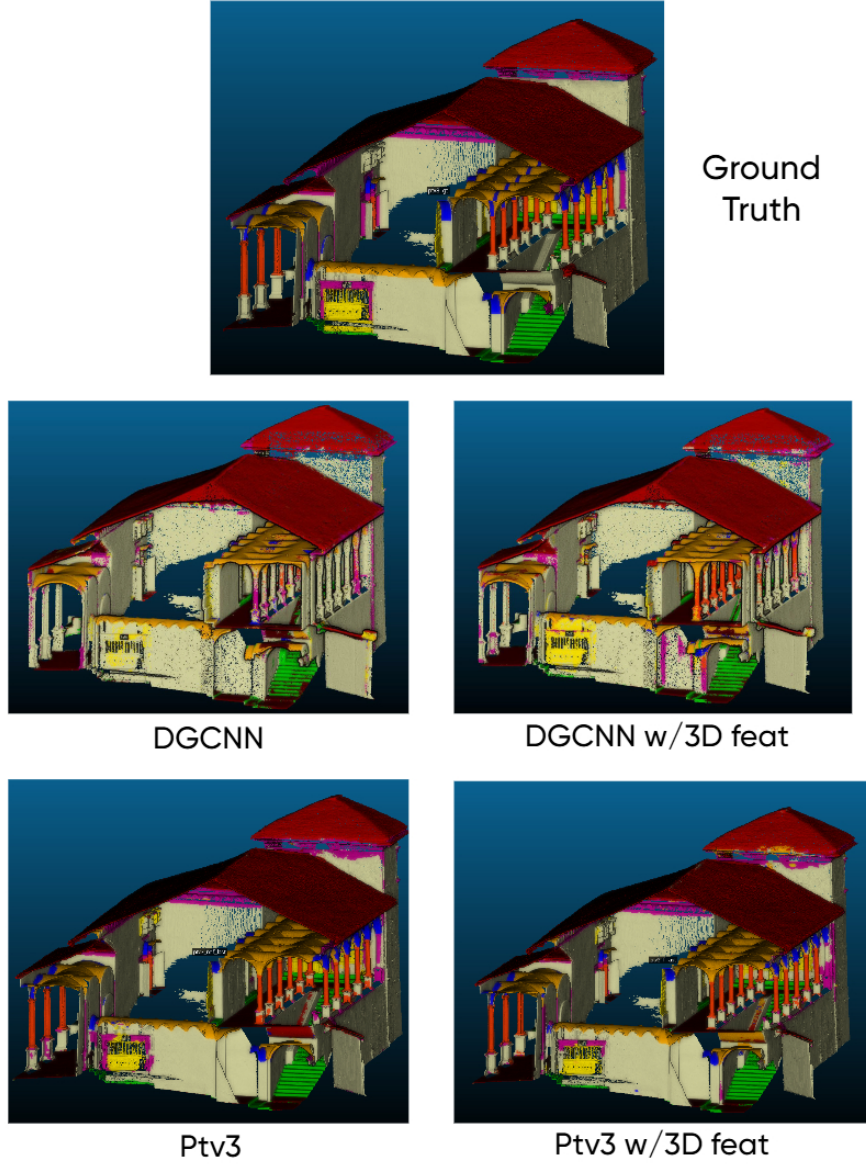 Ground
Truth
DGCNN
DGCNN w/3D feat
Ptv3
Ptv3 w/3D feat